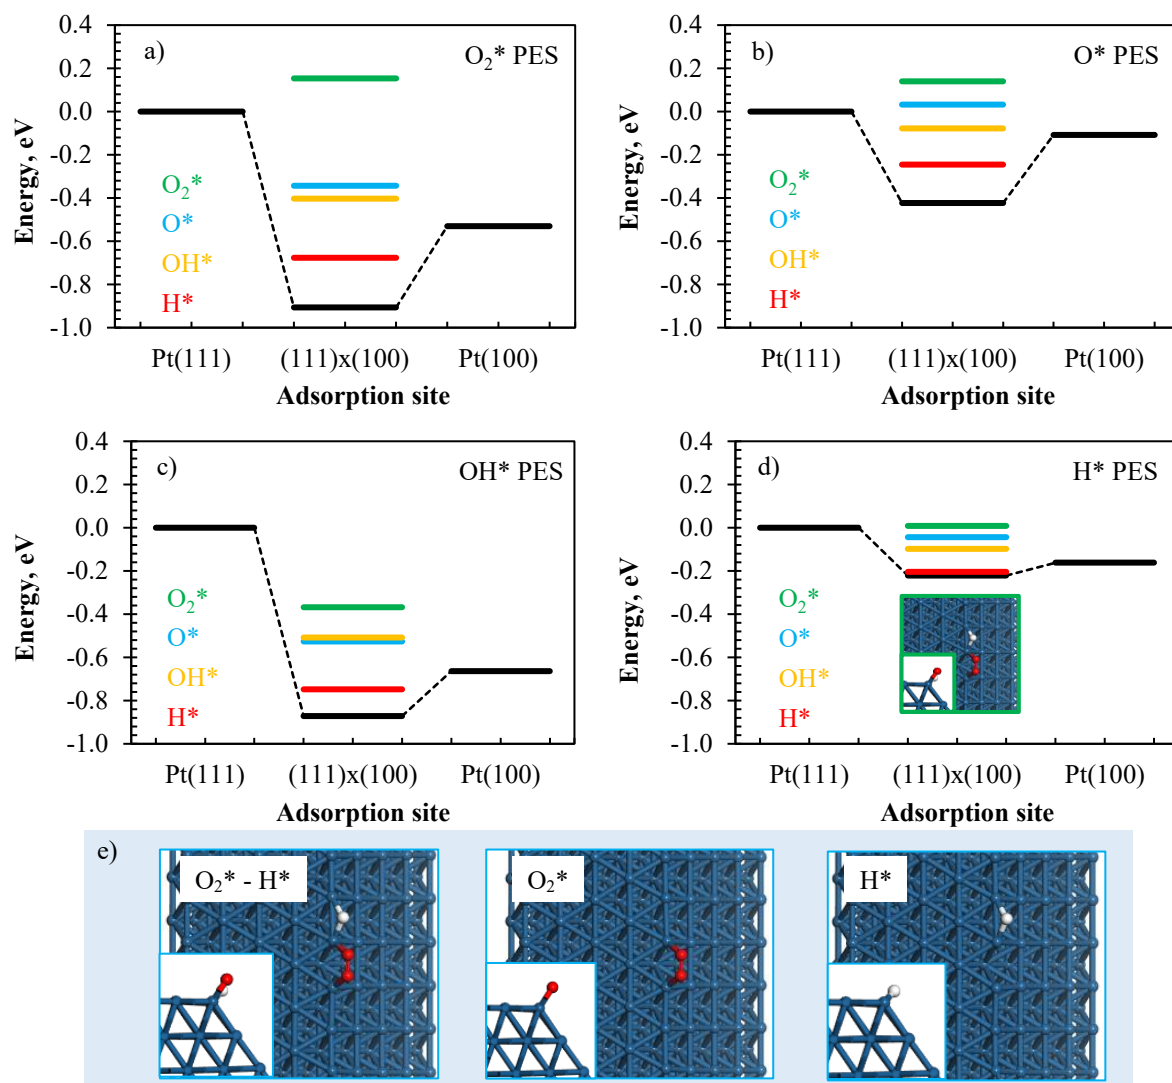 a)
O₂* PES
0.4
0.2
0.0
-0.2
-0.4
-0.6
-0.8
-1.0
Energy, eV
O₂*
O*
OH*
H*
Pt(111)
(111)x(100)
Pt(100)
Adsorption site
b)
O* PES
0.4
0.2
0.0
-0.2
-0.4
-0.6
-0.8
-1.0
Energy, eV
O₂*
O*
OH*
H*
Pt(111)
(111)x(100)
Pt(100)
Adsorption site
c)
OH* PES
0.4
0.2
0.0
-0.2
-0.4
-0.6
-0.8
-1.0
Energy, eV
O₂*
O*
OH*
H*
Pt(111)
(111)x(100)
Pt(100)
Adsorption site
d)
H* PES
0.4
0.2
0.0
-0.2
-0.4
-0.6
-0.8
-1.0
Energy, eV
O₂*
O*
OH*
H*
Pt(111)
(111)x(100)
Pt(100)
Adsorption site
e)
O₂* - H*
O₂*
H*